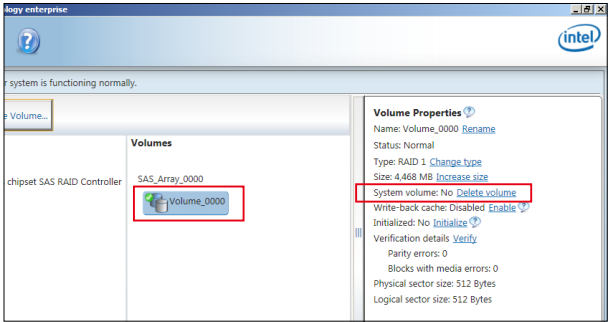 ology enterprise
?
intel
r system is functioning normally.
e Volume...
Volumes
chipset SAS RAID Controller
SAS_Array_0000
Volume_0000
Volume Properties ?
Name: Volume_0000 Rename
Status: Normal
Type: RAID 1 Change type
Size: 4,468 MB Increase size
System volume: No Delete volume
Write-back cache: Disabled Enable ?
Initialized: No Initialize ?
Verification details Verify
Parity errors: 0
Blocks with media errors: 0
Physical sector size: 512 Bytes
Logical sector size: 512 Bytes